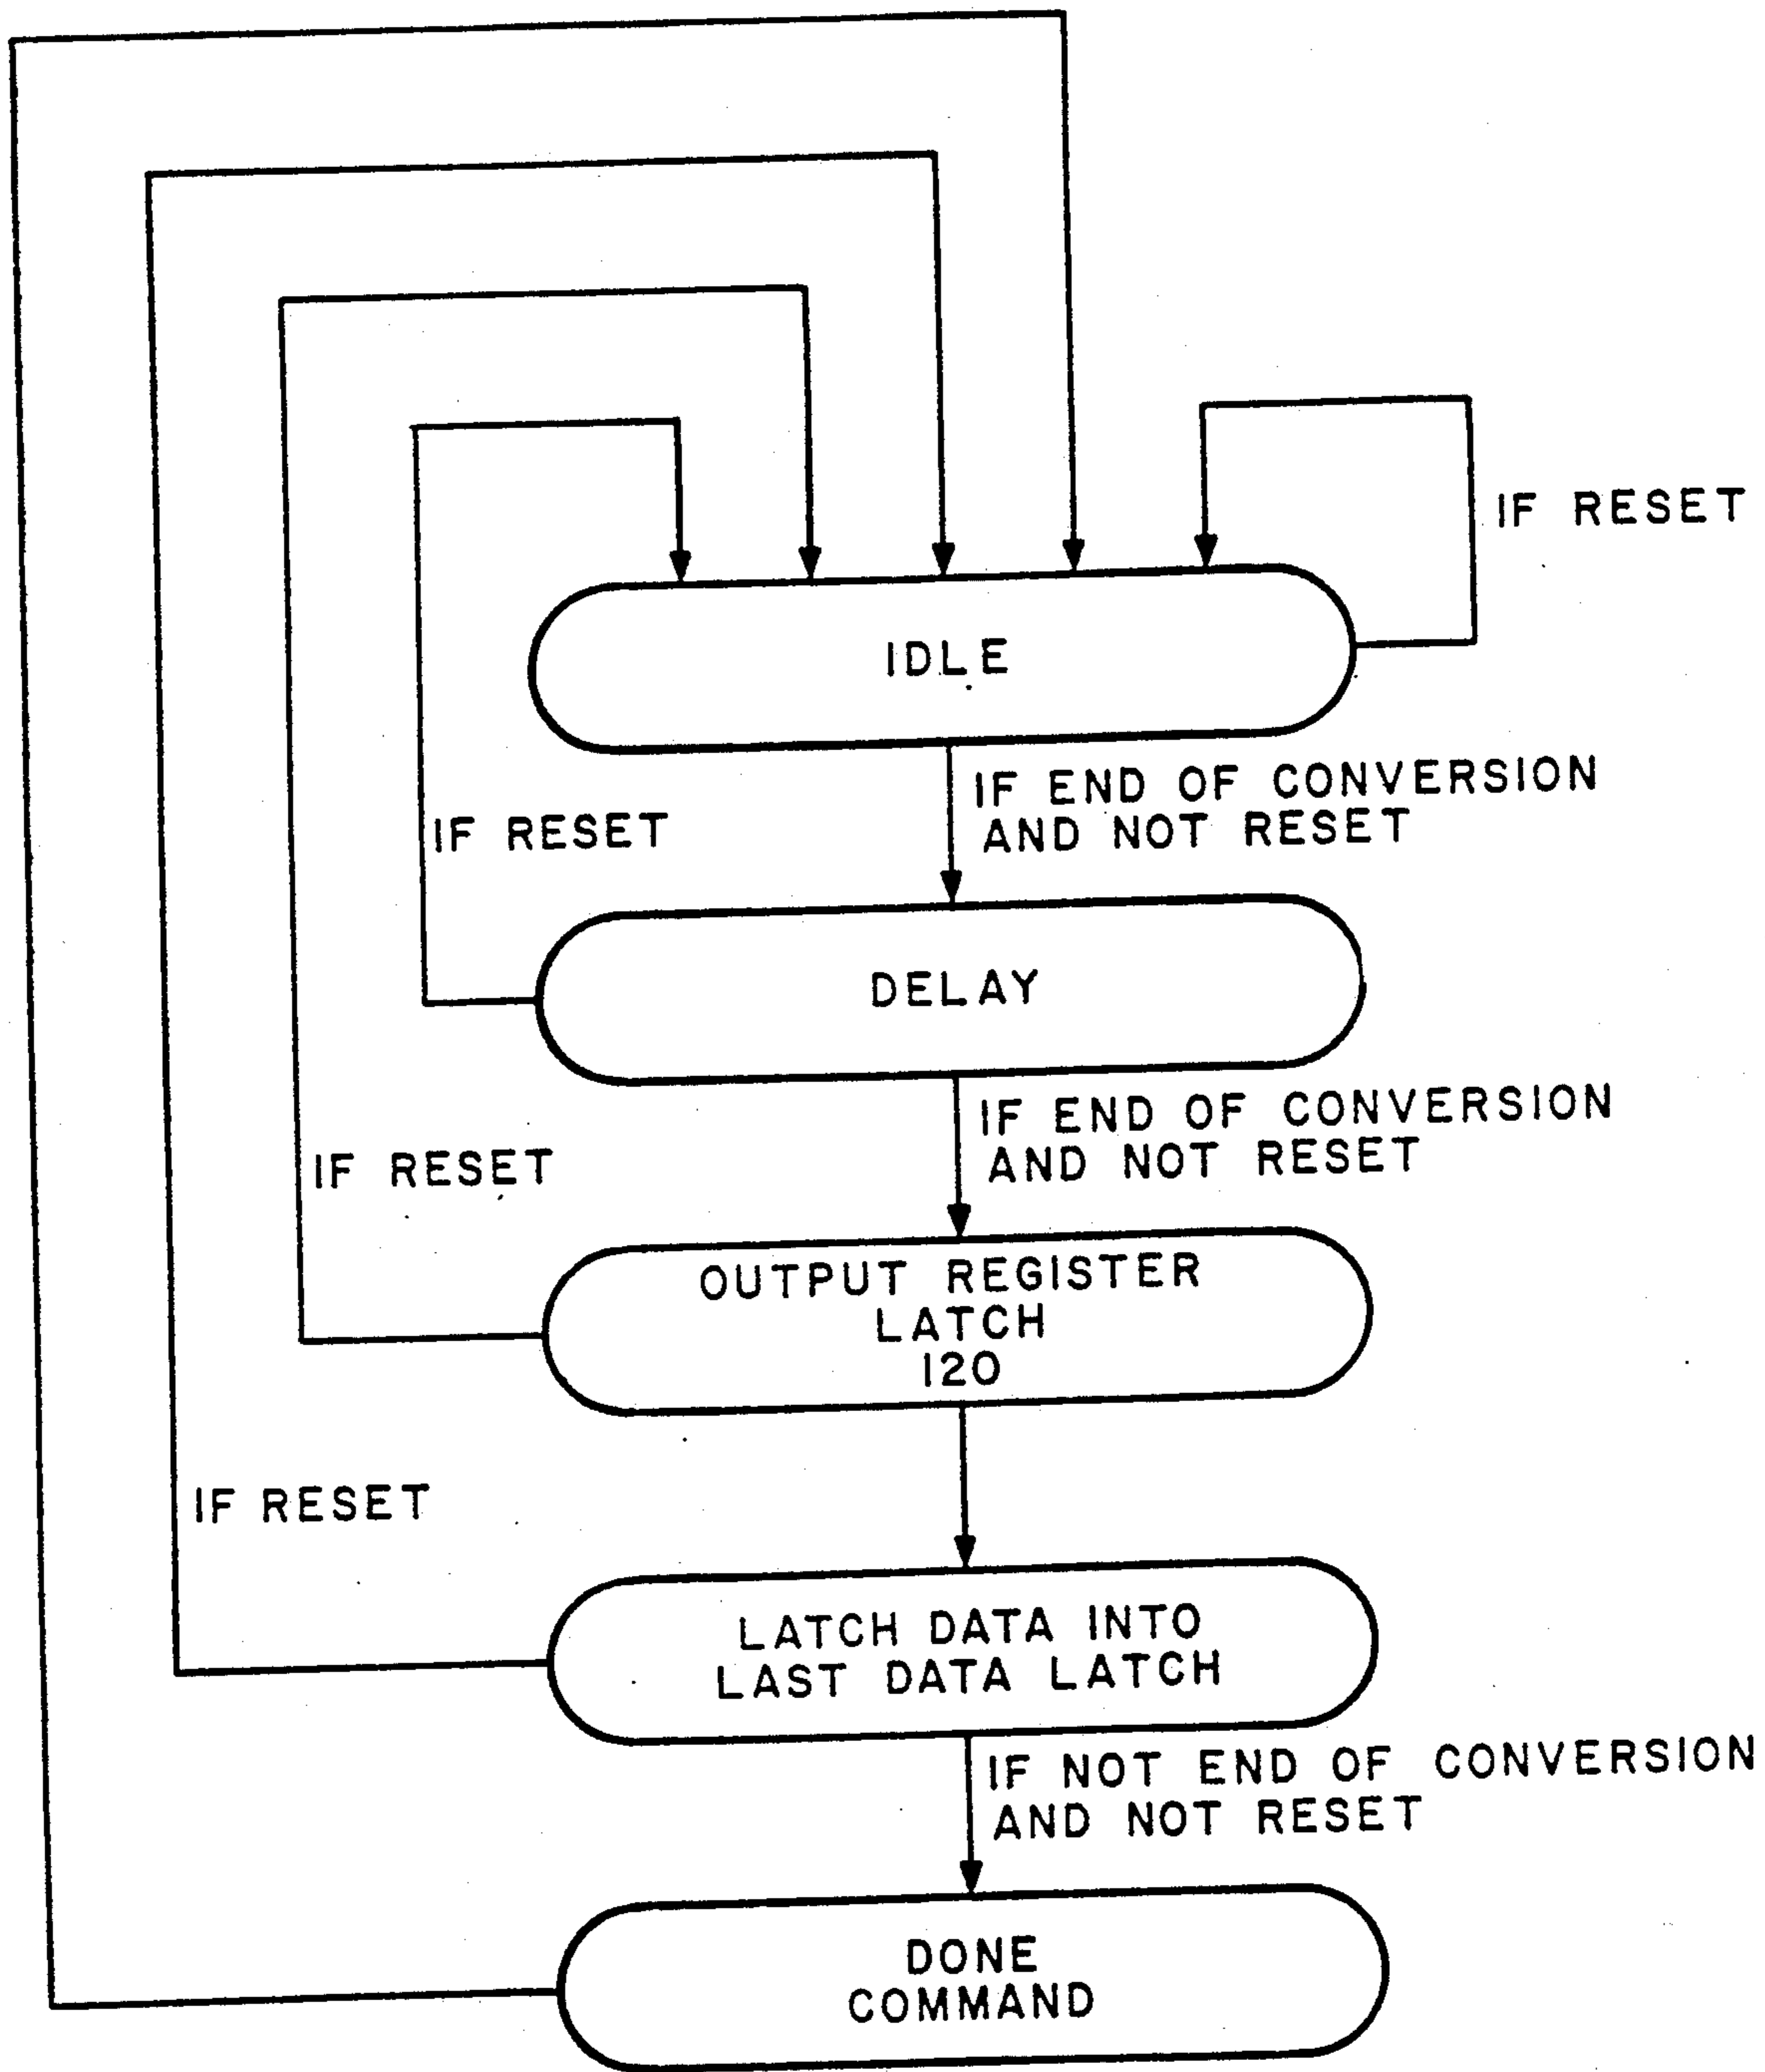 IF RESET
IDLE
IF END OF CONVERSION
AND NOT RESET
IF RESET
DELAY
IF END OF CONVERSION
AND NOT RESET
IF RESET
OUTPUT REGISTER
LATCH
120
IF RESET
LATCH DATA INTO
LAST DATA LATCH
IF NOT END OF CONVERSION
AND NOT RESET
DONE
COMMAND